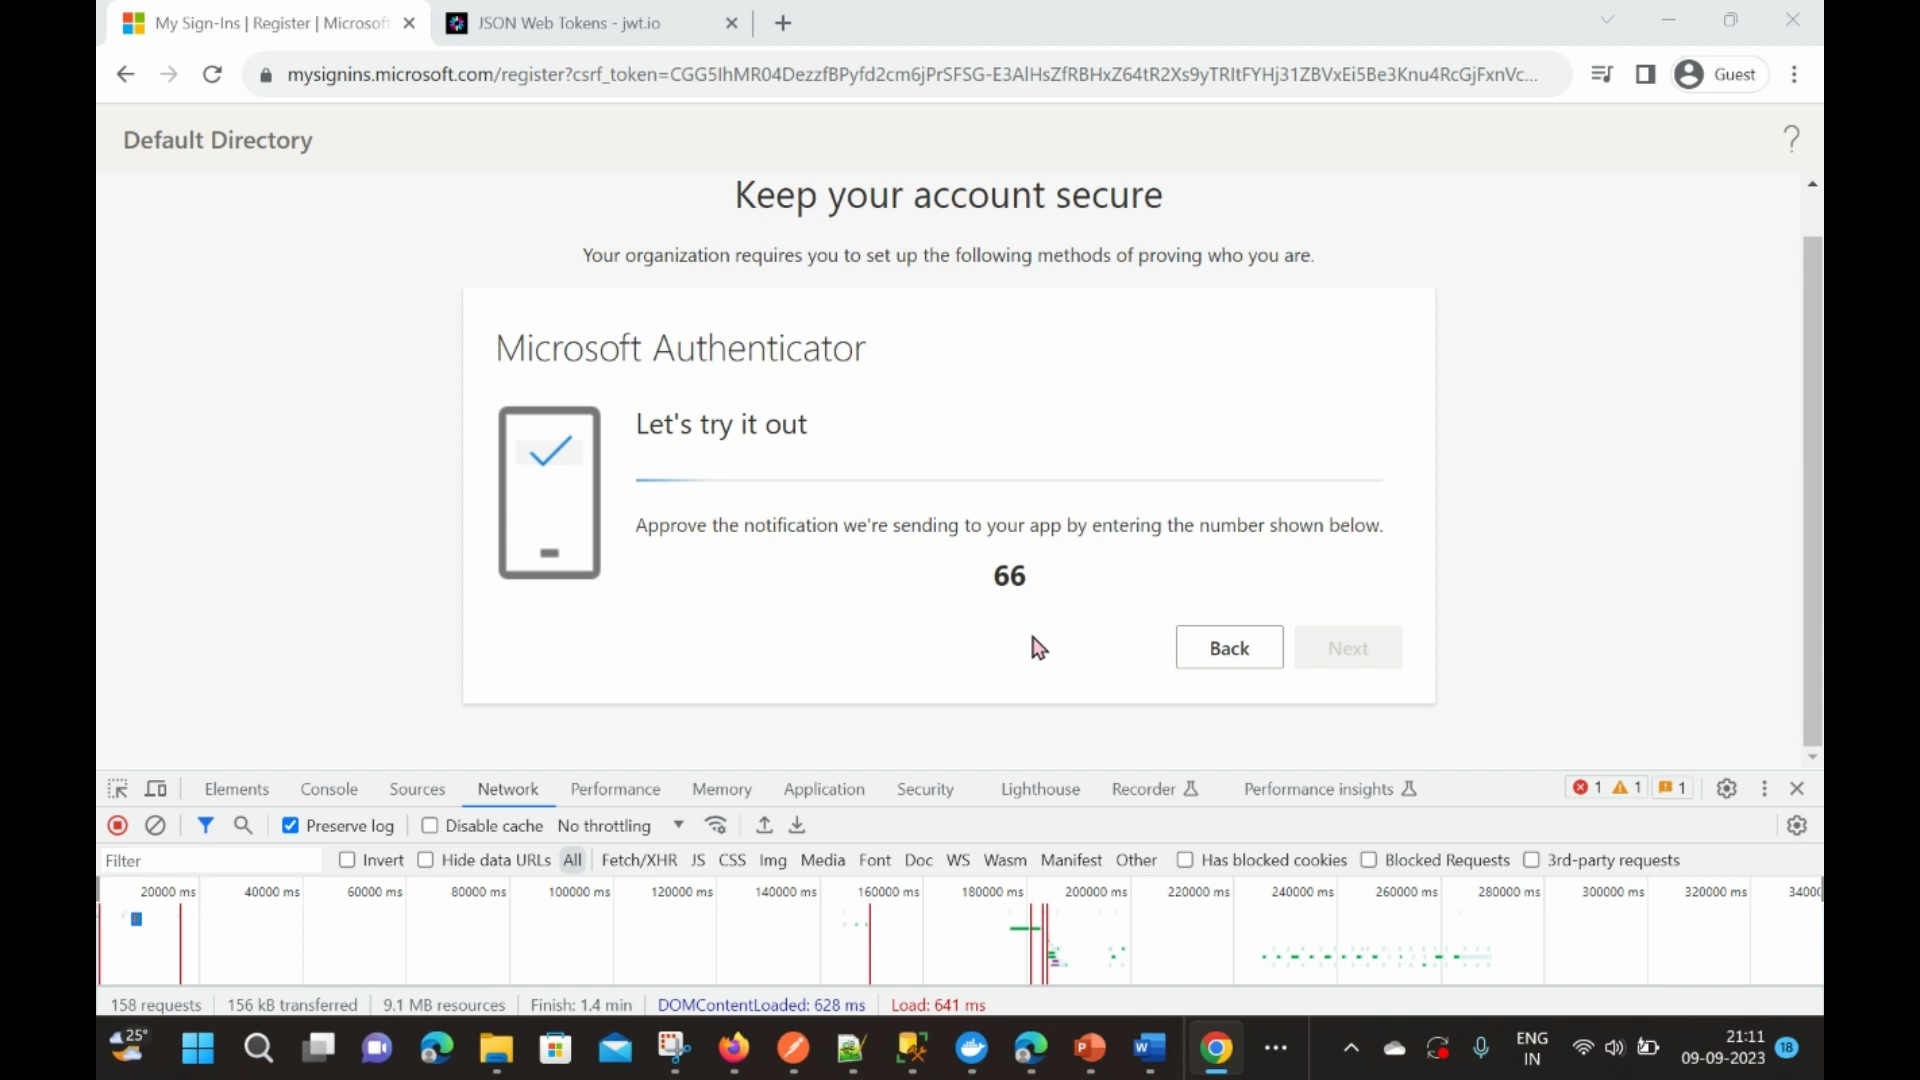 My Sign-Ins | Register | Microsoft
JSON Web Tokens - jwt.io
mysignins.microsoft.com/register?csrf_token=CGG5IhMR04DezzfBPyfd2cm6jPrSFSG-E3AlHsZfRBHxZ64tR2Xs9yTRItFYHj31ZBVxEi5Be3Knu4RcGjFxnVc...
Guest
Default Directory
?
Keep your account secure
Your organization requires you to set up the following methods of proving who you are.
Microsoft Authenticator
Let's try it out
Approve the notification we're sending to your app by entering the number shown below.
66
Back
Next
Elements Console Sources Network Performance Memory Application Security Lighthouse Recorder Performance insights 1 1 1
Preserve log Disable cache No throttling
Filter Invert Hide data URLs All Fetch/XHR JS CSS Img Media Font Doc WS Wasm Manifest Other Has blocked cookies Blocked Requests 3rd-party requests
20000 ms 40000 ms 60000 ms 80000 ms 100000 ms 120000 ms 140000 ms 160000 ms 180000 ms 200000 ms 220000 ms 240000 ms 260000 ms 280000 ms 300000 ms 320000 ms 3400
158 requests 156 kB transferred 9.1 MB resources Finish: 1.4 min DOMContentLoaded: 628 ms Load: 641 ms
25°
ENG
IN
21:11
09-09-2023
18